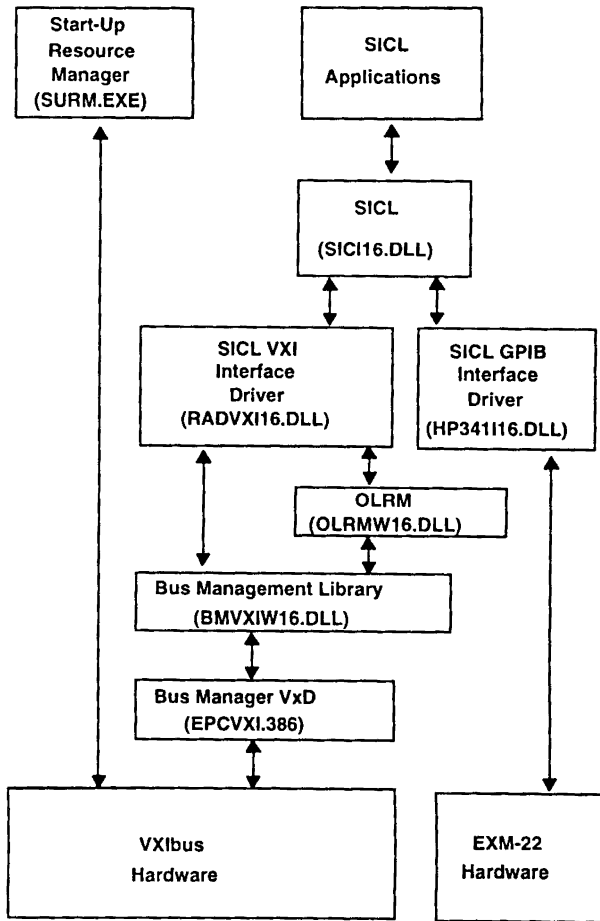 Start-Up
Resource
Manager
(SURM.EXE)
SICL
Applications
SICL
(SICI16.DLL)
SICL VXI
Interface
Driver
(RADVXI16.DLL)
SICL GPIB
Interface
Driver
(HP341I16.DLL)
OLRM
(OLRMW16.DLL)
Bus Management Library
(BMVXIW16.DLL)
Bus Manager VxD
(EPCVXI.386)
VXIbus
Hardware
EXM-22
Hardware